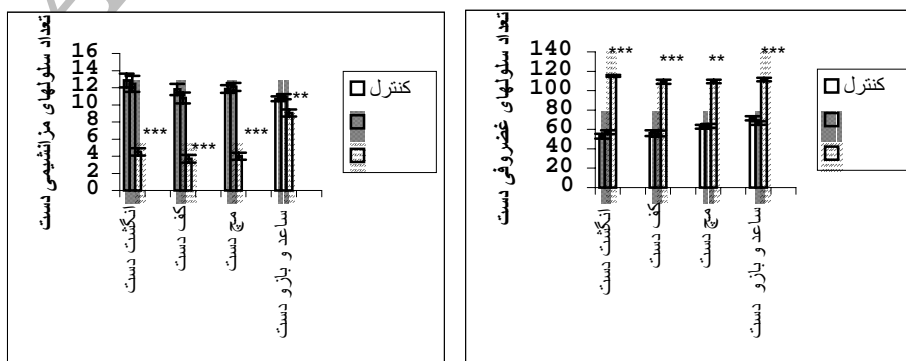 تعداد سلولهای مزانشیمی دست
16
14
12
10
8
6
4
2
0
***
***
***
**
انگشت دست
کف دست
مچ دست
ساعد و بازو دست
کنترل
تعداد سلولهای غضروفی دست
140
120
100
80
60
40
20
0
***
***
**
***
انگشت دست
کف دست
مچ دست
ساعد و بازو دست
کنترل